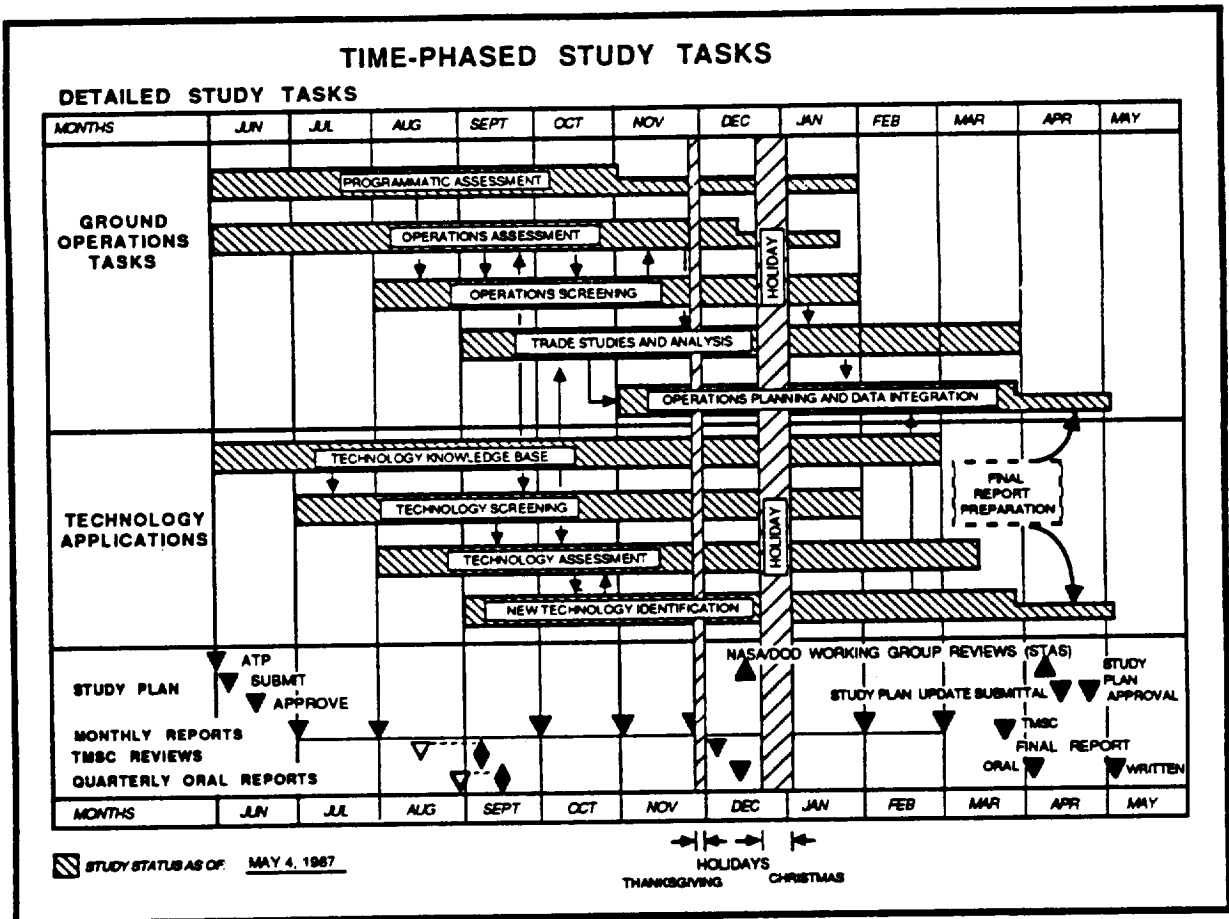 TIME-PHASED STUDY TASKS
DETAILED STUDY TASKS
MONTHS JUN JUL AUG SEPT OCT NOV DEC JAN FEB MAR APR MAY
GROUND
OPERATIONS
TASKS
PROGRAMMATIC ASSESSMENT
OPERATIONS ASSESSMENT
OPERATIONS SCREENING
TRADE STUDIES AND ANALYSIS
OPERATIONS PLANNING AND DATA INTEGRATION
HOLIDAY
TECHNOLOGY
APPLICATIONS
TECHNOLOGY KNOWLEDGE BASE
TECHNOLOGY SCREENING
TECHNOLOGY ASSESSMENT
NEW TECHNOLOGY IDENTIFICATION
HOLIDAY
FINAL
REPORT
PREPARATION
STUDY PLAN
ATP
SUBMIT
APPROVE
NASA/DOD WORKING GROUP REVIEWS (STAS)
STUDY PLAN UPDATE SUBMITTAL
STUDY
PLAN
APPROVAL
MONTHLY REPORTS
TMSC REVIEWS
QUARTERLY ORAL REPORTS
TMSC
FINAL REPORT
ORAL
WRITTEN
MONTHS JUN JUL AUG SEPT OCT NOV DEC JAN FEB MAR APR MAY
STUDY STATUS AS OF: MAY 4, 1987
HOLIDAYS
THANKSGIVING CHRISTMAS